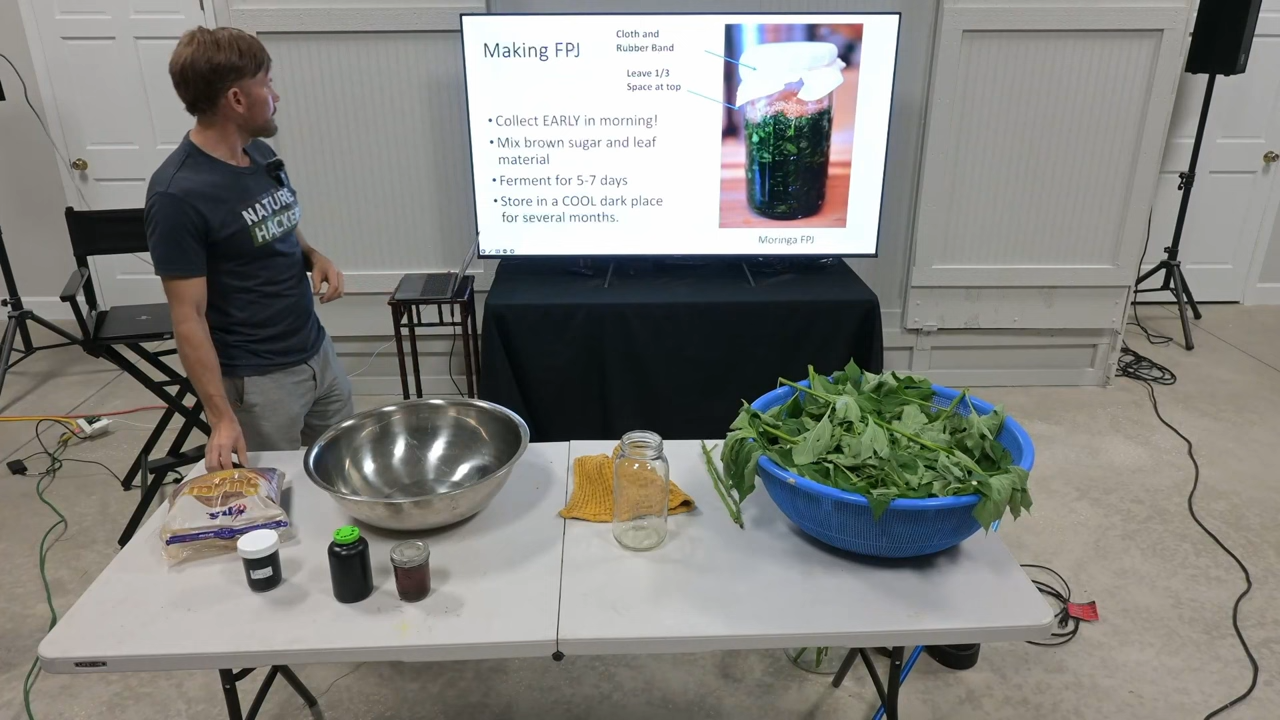 Making FPJ
Cloth and
Rubber Band
Leave 1/3
Space at top
• Collect EARLY in morning!
• Mix brown sugar and leaf
material
• Ferment for 5-7 days
• Store in a COOL dark place
for several months.
Moringa FPJ
NATURE
HACKER